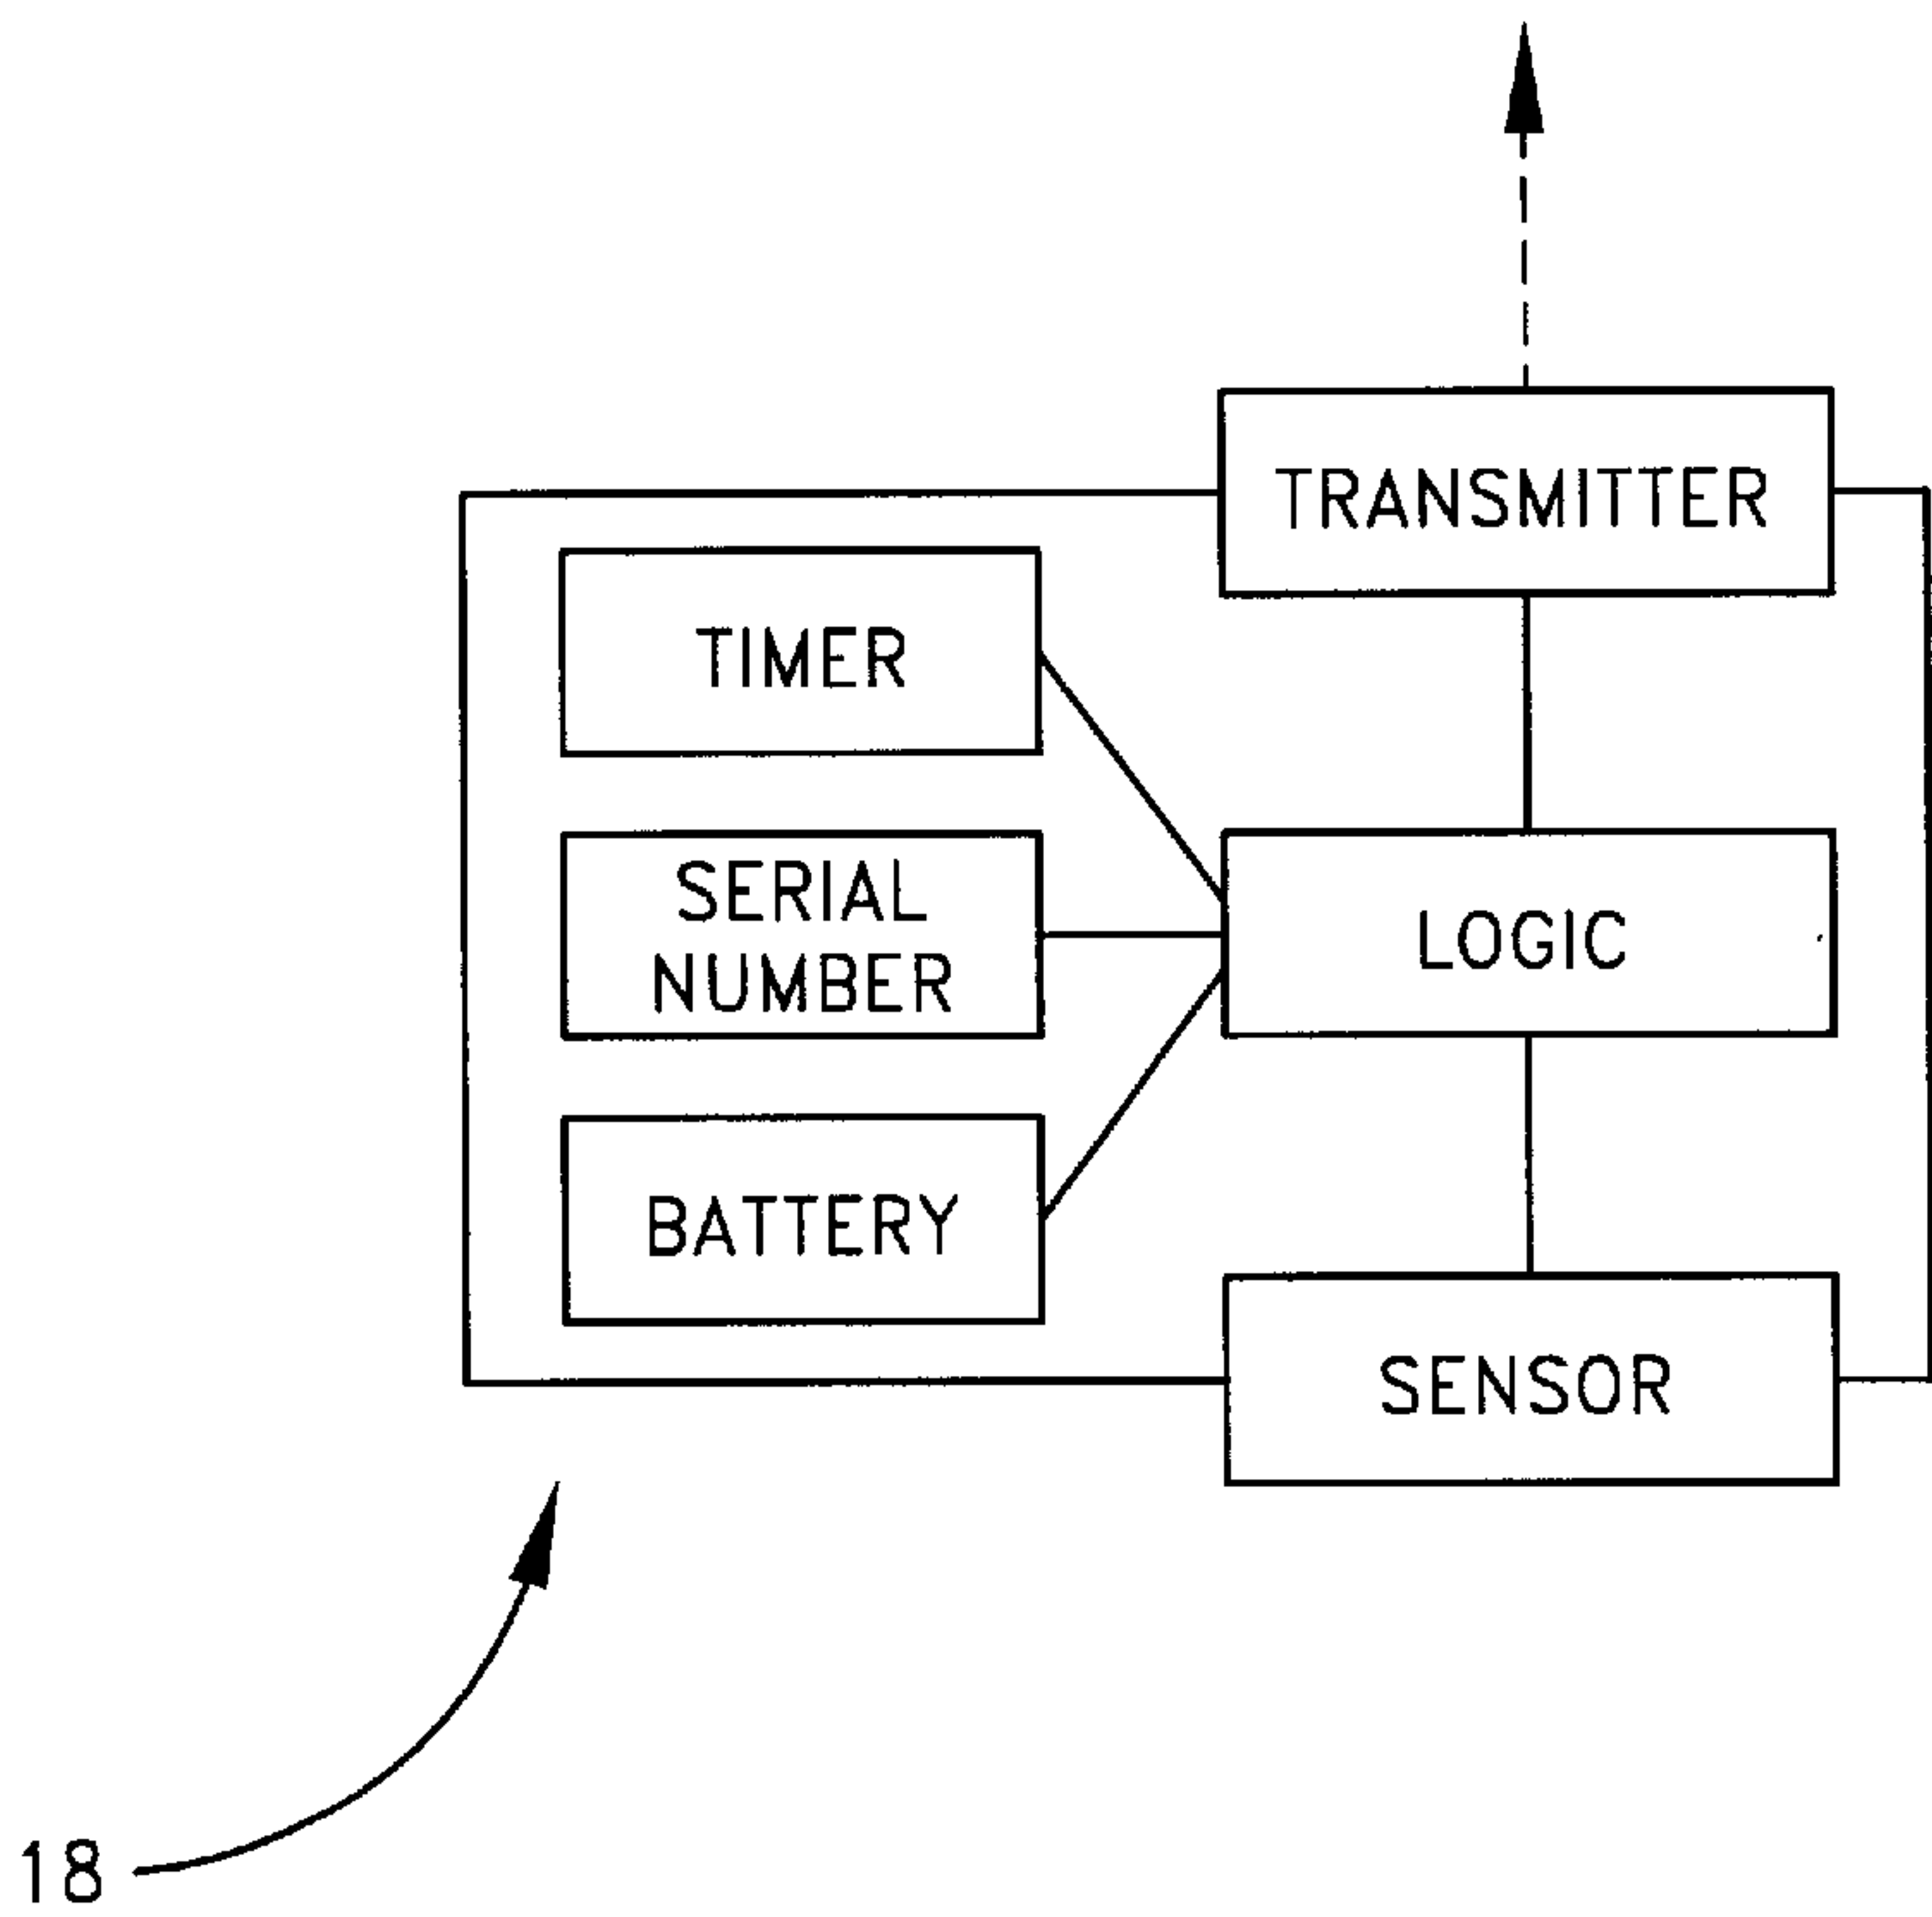 TRANSMITTER
TIMER
SERIAL
NUMBER
LOGIC
BATTERY
SENSOR
18